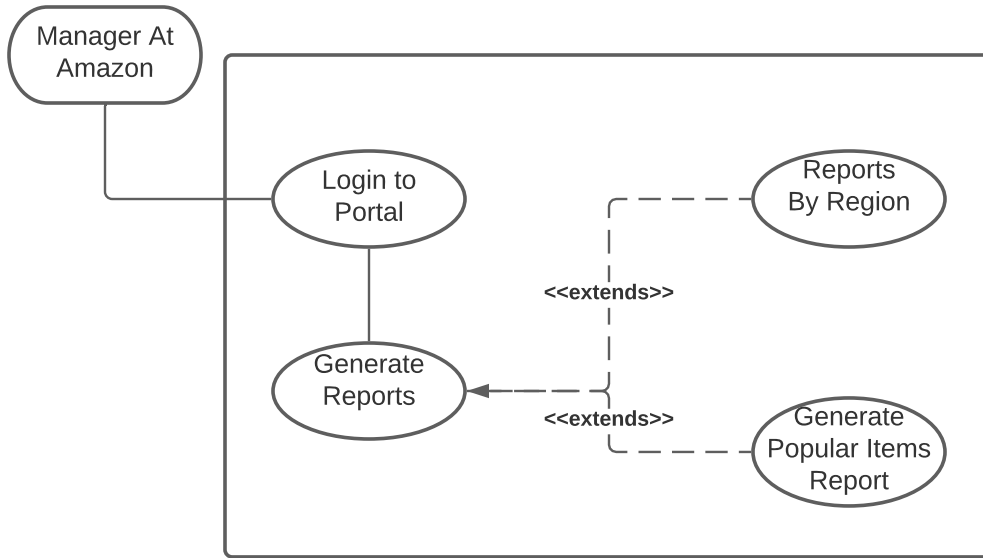 Manager At
Amazon
Login to
Portal
Reports
By Region
<<extends>>
Generate
Reports
<<extends>>
Generate
Popular Items
Report